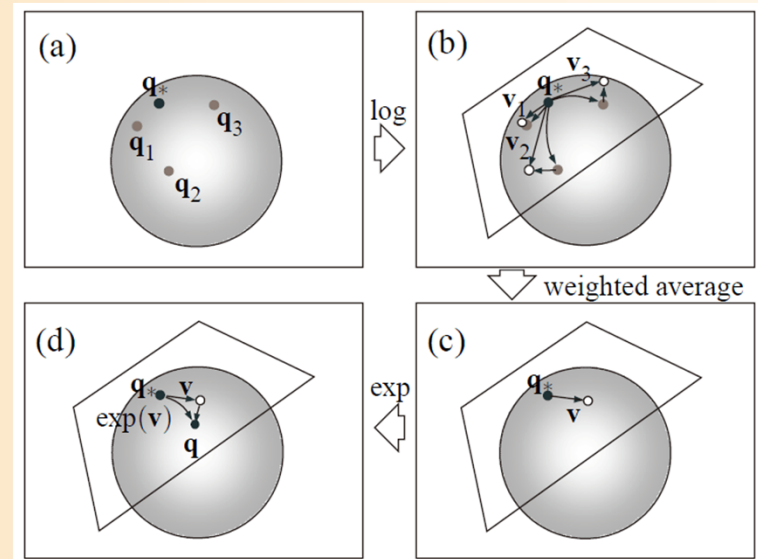 (a)
q*
q1
q2
q3
log
(b)
q*
v1
v2
v3
weighted average
(c)
q*
v
exp
(d)
q*
v
exp(v)
q